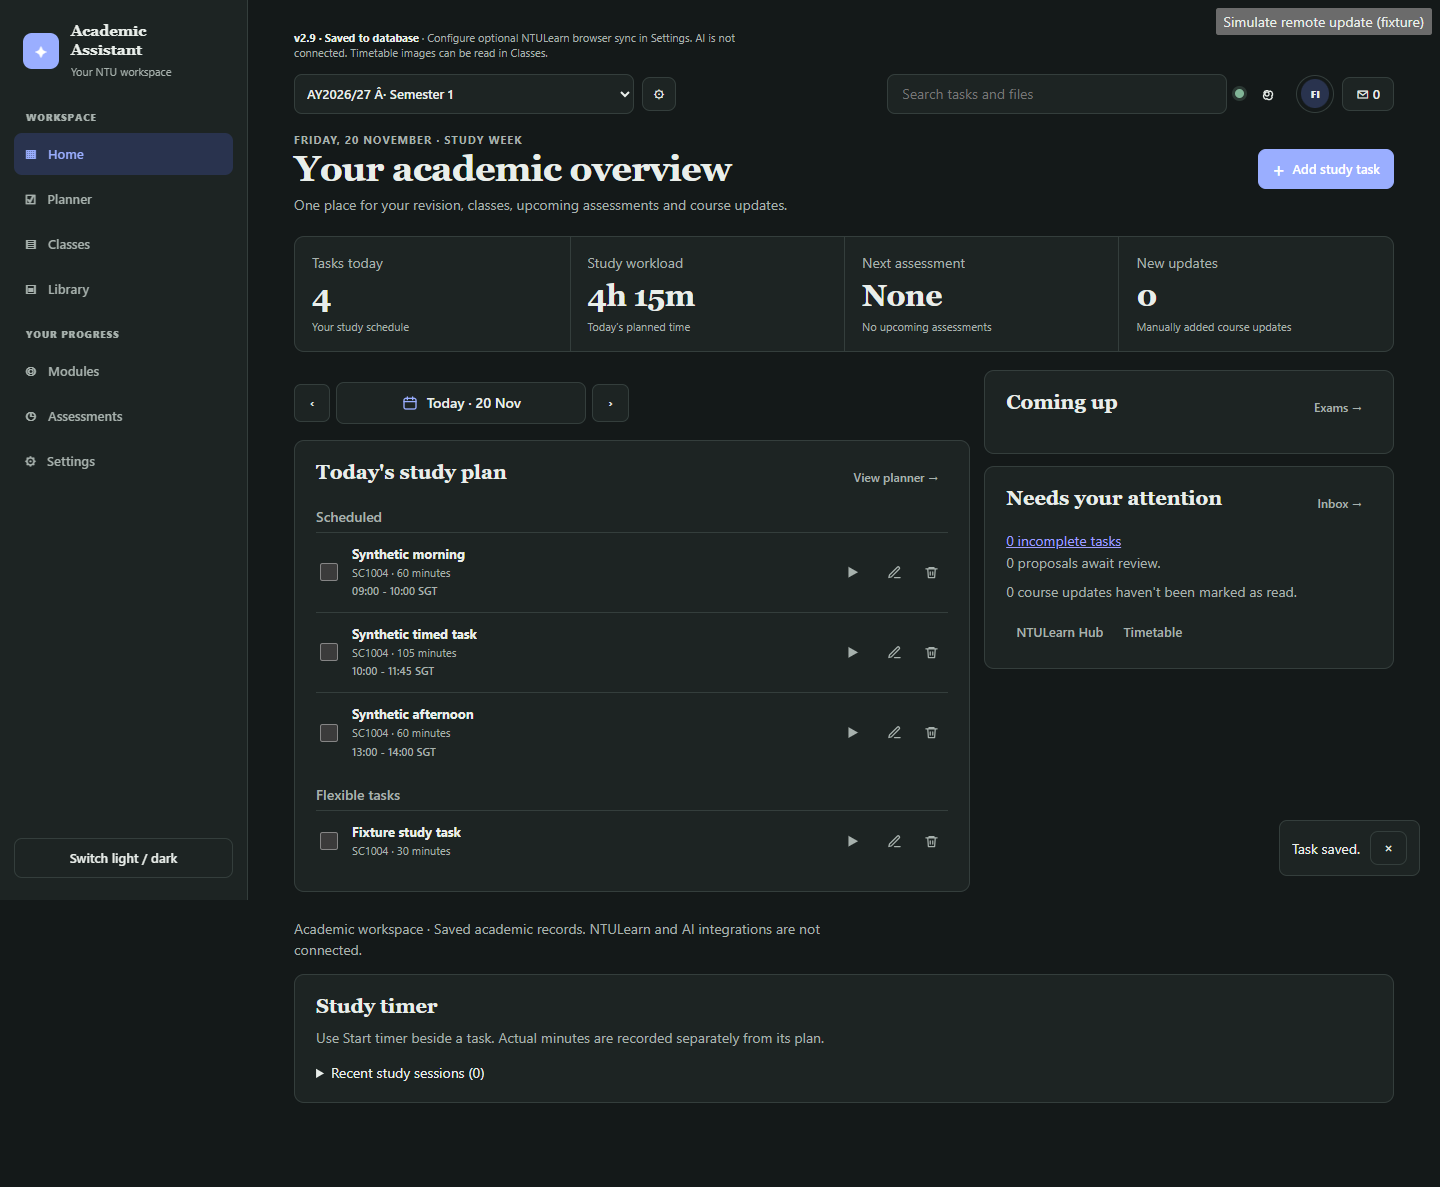 Simulate remote update (fixture)
Academic
Assistant
Your NTU workspace
WORKSPACE
Home
Planner
Classes
Library
YOUR PROGRESS
Modules
Assessments
Settings
Switch light / dark
v2.9 · Saved to database · Configure optional NTULearn browser sync in Settings. AI is not
connected. Timetable images can be read in Classes.
AY2026/27 Â· Semester 1
Search tasks and files
FI
0
FRIDAY, 20 NOVEMBER · STUDY WEEK
Your academic overview
One place for your revision, classes, upcoming assessments and course updates.
+ Add study task
Tasks today
4
Your study schedule
Study workload
4h 15m
Today's planned time
Next assessment
None
No upcoming assessments
New updates
0
Manually added course updates
‹
Today · 20 Nov
›
Today's study plan
View planner →
Scheduled
Synthetic morning
SC1004 · 60 minutes
09:00 - 10:00 SGT
Synthetic timed task
SC1004 · 105 minutes
10:00 - 11:45 SGT
Synthetic afternoon
SC1004 · 60 minutes
13:00 - 14:00 SGT
Flexible tasks
Fixture study task
SC1004 · 30 minutes
Coming up
Exams →
Needs your attention
Inbox →
0 incomplete tasks
0 proposals await review.
0 course updates haven't been marked as read.
NTULearn Hub
Timetable
Task saved.
×
Academic workspace · Saved academic records. NTULearn and AI integrations are not
connected.
Study timer
Use Start timer beside a task. Actual minutes are recorded separately from its plan.
Recent study sessions (0)